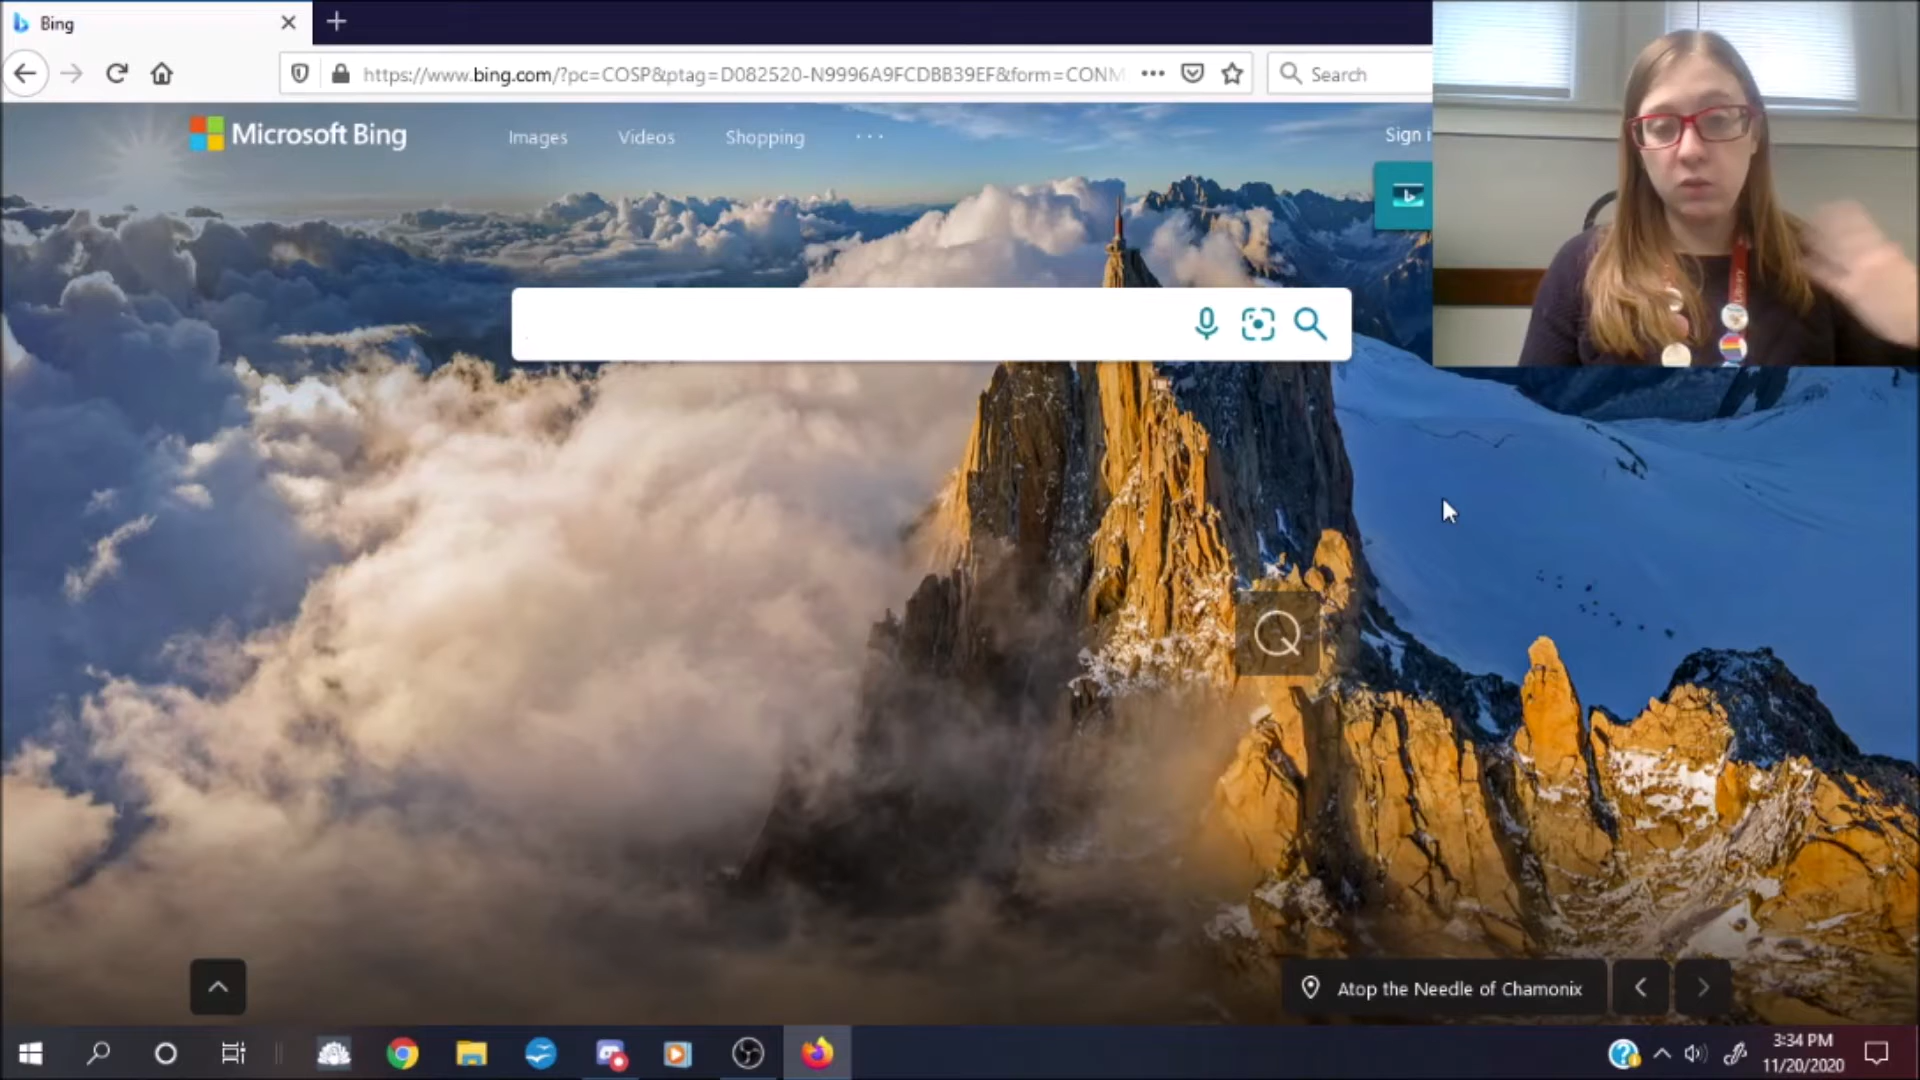 Bing
https://www.bing.com/?pc=COSP&ptag=D082520-N9996A9FCDBB39EF&form=CONM
Search
Microsoft Bing
Images
Videos
Shopping
Sign i
Library
Atop the Needle of Chamonix
3:34 PM
11/20/2020